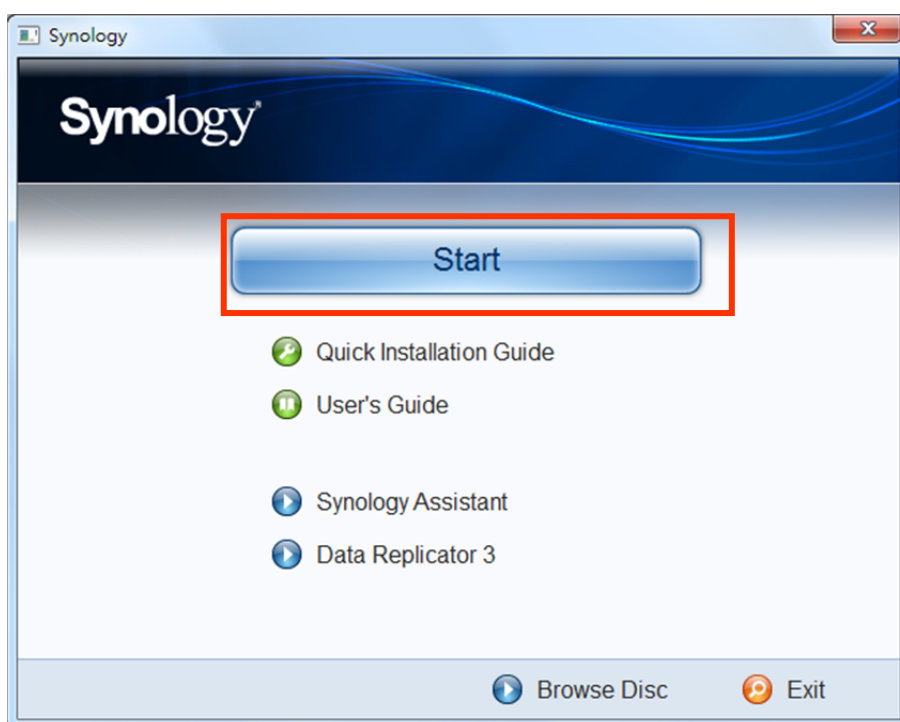 Synology
Synology
Start
Quick Installation Guide
User's Guide
Synology Assistant
Data Replicator 3
Browse Disc
Exit